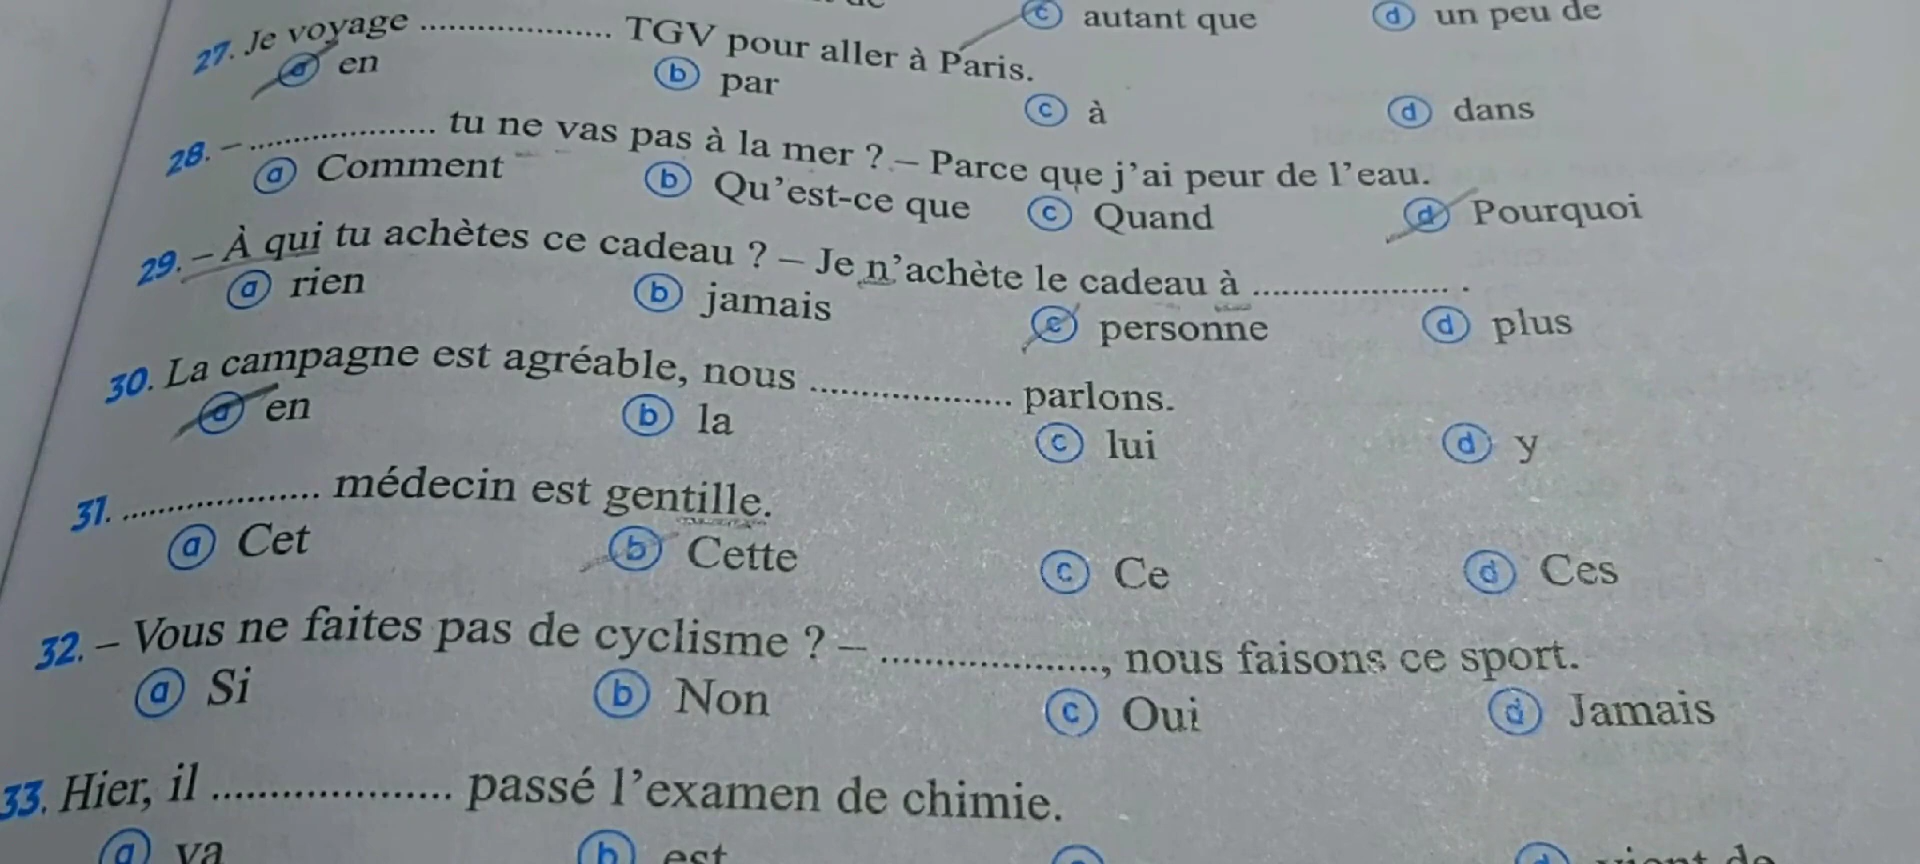 ⓒ autant que ⓓ un peu de
27. Je voyage .................... TGV pour aller à Paris.
ⓐ en ⓑ par ⓒ à ⓓ dans
28. – .................... tu ne vas pas à la mer ? – Parce que j'ai peur de l'eau.
ⓐ Comment ⓑ Qu'est-ce que ⓒ Quand ⓓ Pourquoi
29. – À qui tu achètes ce cadeau ? – Je n'achète le cadeau à .................... .
ⓐ rien ⓑ jamais ⓒ personne ⓓ plus
30. La campagne est agréable, nous .................... parlons.
ⓐ en ⓑ la ⓒ lui ⓓ y
31. .................... médecin est gentille.
ⓐ Cet ⓑ Cette ⓒ Ce ⓓ Ces
32. – Vous ne faites pas de cyclisme ? – ...................., nous faisons ce sport.
ⓐ Si ⓑ Non ⓒ Oui ⓓ Jamais
33. Hier, il .................... passé l'examen de chimie.
ⓐ va ⓑ est ⓓ vient de